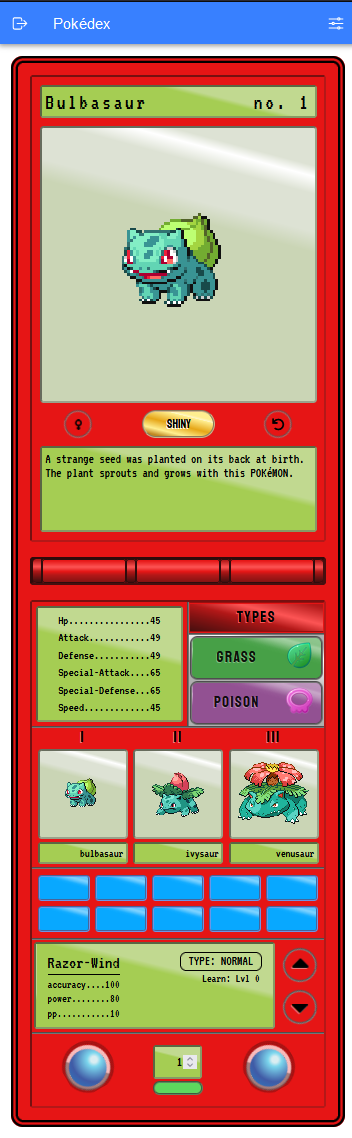 Pokédex
Bulbasaur no. 1
SHINY
A strange seed was planted on its back at birth.
The plant sprouts and grows with this POKéMON.
Hp................45
Attack............49
Defense...........49
Special-Attack....65
Special-Defense...65
Speed.............45
TYPES
GRASS
POISON
I II III
bulbasaur ivysaur venusaur
Razor-Wind
TYPE: NORMAL
Learn: Lvl 0
accuracy....100
power........80
pp...........10
1